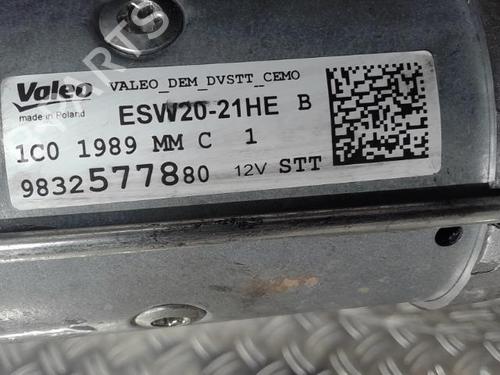 Valeo
made in Poland
VALEO_DEM_DVSTT_CEMO
ESW20-21HE B
1C0 1989 MM C 1
9832577880 12V STT